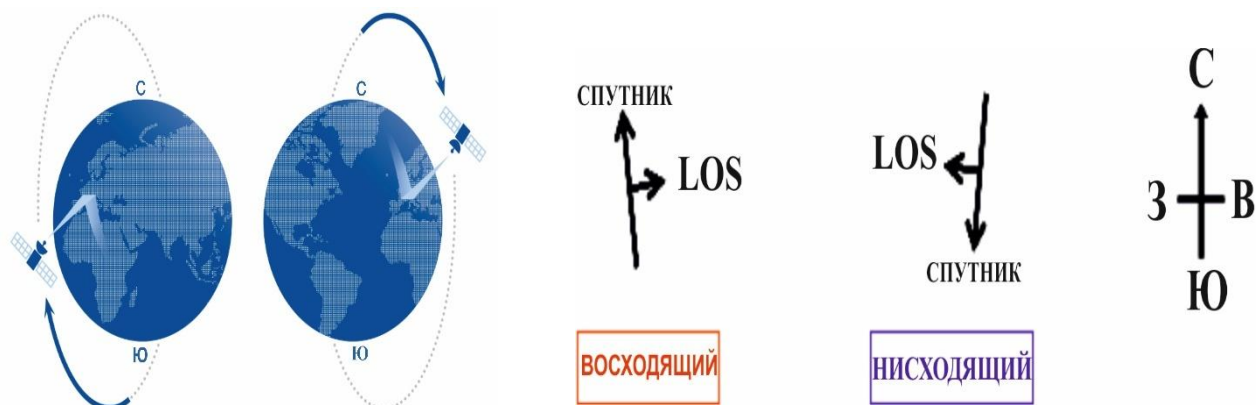 С
Ю
С
Ю
СПУТНИК
LOS
ВОСХОДЯЩИЙ
LOS
СПУТНИК
НИСХОДЯЩИЙ
С
З В
Ю